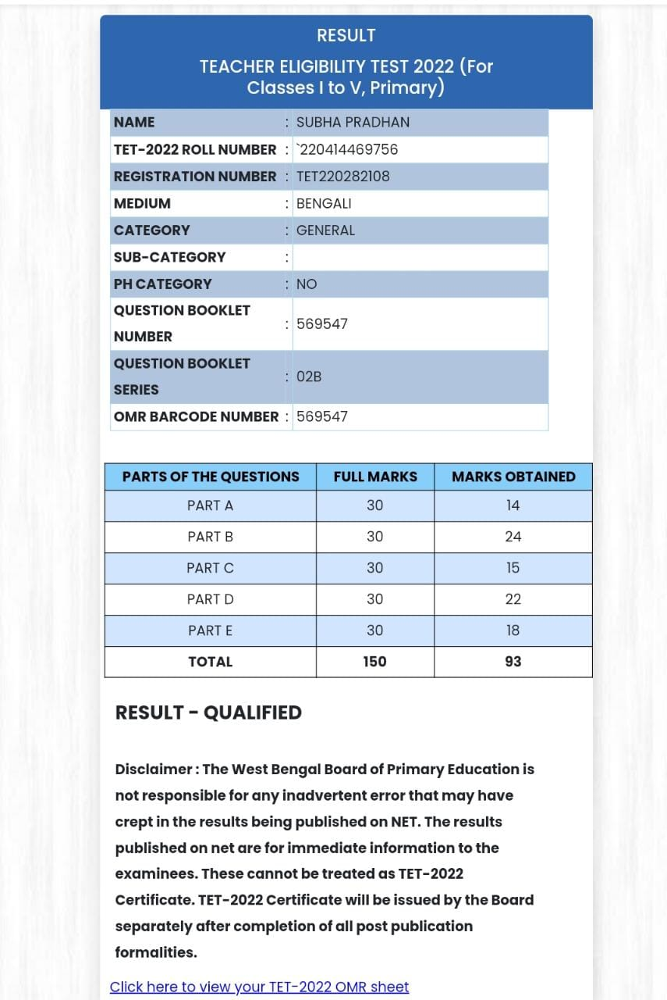 RESULT
TEACHER ELIGIBILITY TEST 2022 (For
Classes I to V, Primary)
NAME : SUBHA PRADHAN
TET-2022 ROLL NUMBER : `220414469756
REGISTRATION NUMBER : TET220282108
MEDIUM : BENGALI
CATEGORY : GENERAL
SUB-CATEGORY :
PH CATEGORY : NO
QUESTION BOOKLET
NUMBER : 569547
QUESTION BOOKLET
SERIES : 02B
OMR BARCODE NUMBER : 569547
PARTS OF THE QUESTIONS FULL MARKS MARKS OBTAINED
PART A 30 14
PART B 30 24
PART C 30 15
PART D 30 22
PART E 30 18
TOTAL 150 93
RESULT - QUALIFIED
Disclaimer : The West Bengal Board of Primary Education is
not responsible for any inadvertent error that may have
crept in the results being published on NET. The results
published on net are for immediate information to the
examinees. These cannot be treated as TET-2022
Certificate. TET-2022 Certificate will be issued by the Board
separately after completion of all post publication
formalities.
Click here to view your TET-2022 OMR sheet